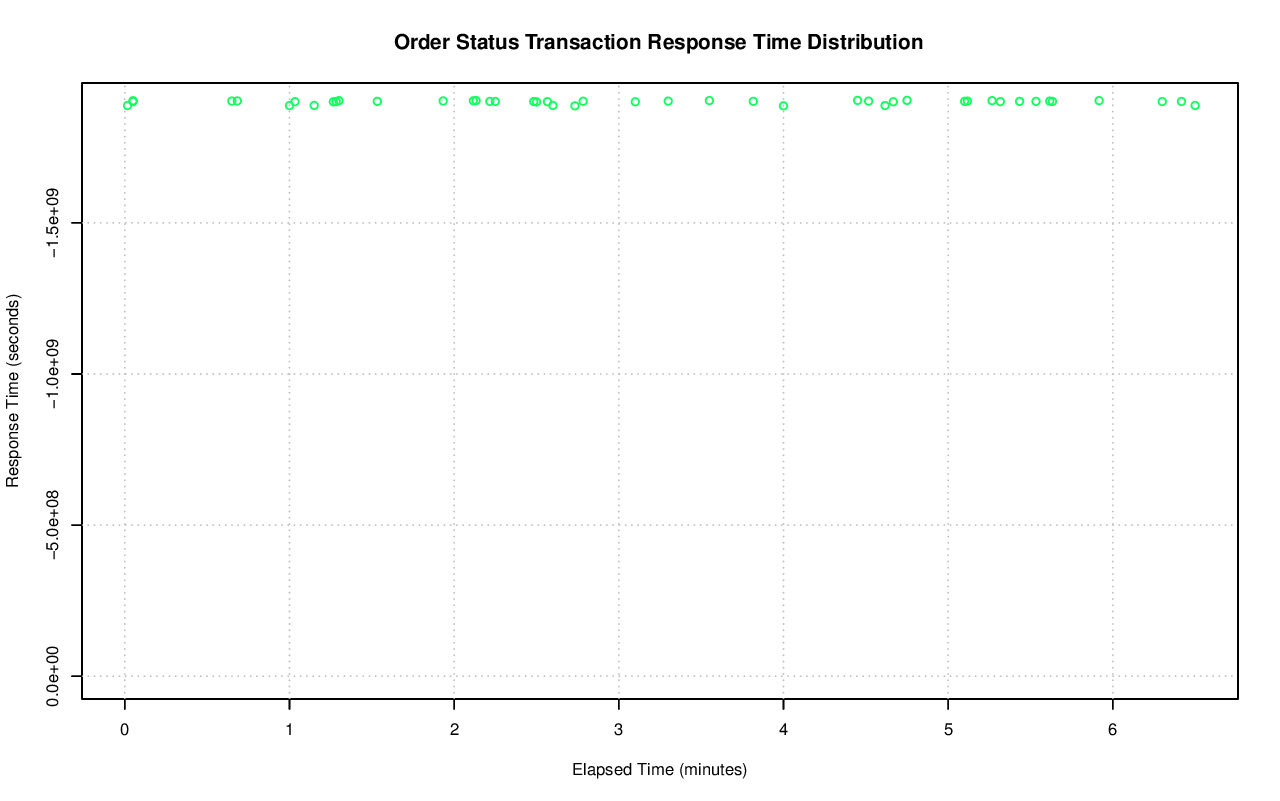 Order Status Transaction Response Time Distribution
Response Time (seconds)
−1.5e+09
−1.0e+09
−5.0e+08
0.0e+00
0 1 2 3 4 5 6
Elapsed Time (minutes)